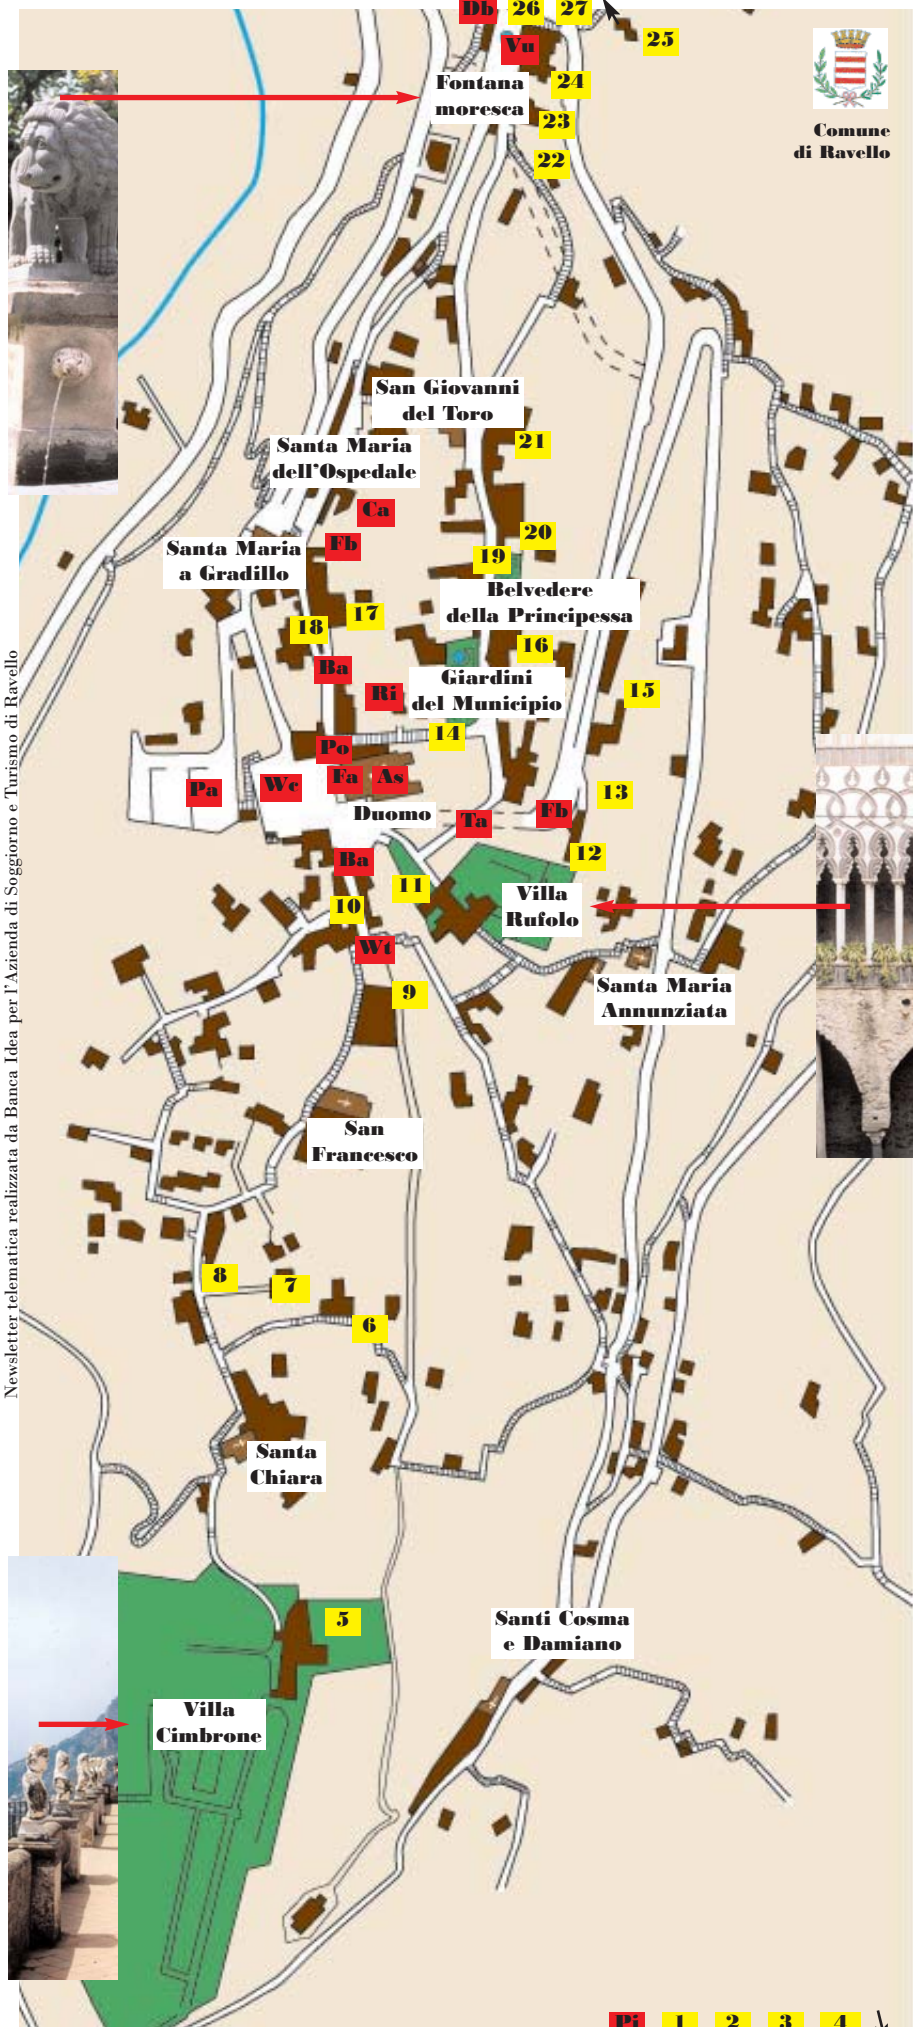 Db 26 27
Vu
25
Fontana
moresca
24
23
22
Comune
di Ravello
San Giovanni
del Toro
Santa Maria
dell'Ospedale
21
Ca
20
Fb
19
Santa Maria
a Gradillo
Belvedere
della Principessa
17
18
16
Ba
Giardini
del Municipio
Ri
15
14
Po
Pa
Wc
Fa
As
13
Duomo
Ta
Fb
12
Ba
11
Villa
Rufolo
10
Wt
9
Santa Maria
Annunziata
San
Francesco
8
7
6
Santa
Chiara
5
Santi Cosma
e Damiano
Villa
Cimbrone
Pi 1 2 3 4
Newsletter telematica realizzata da Banca Idea per l'Azienda di Soggiorno e Turismo di Ravello